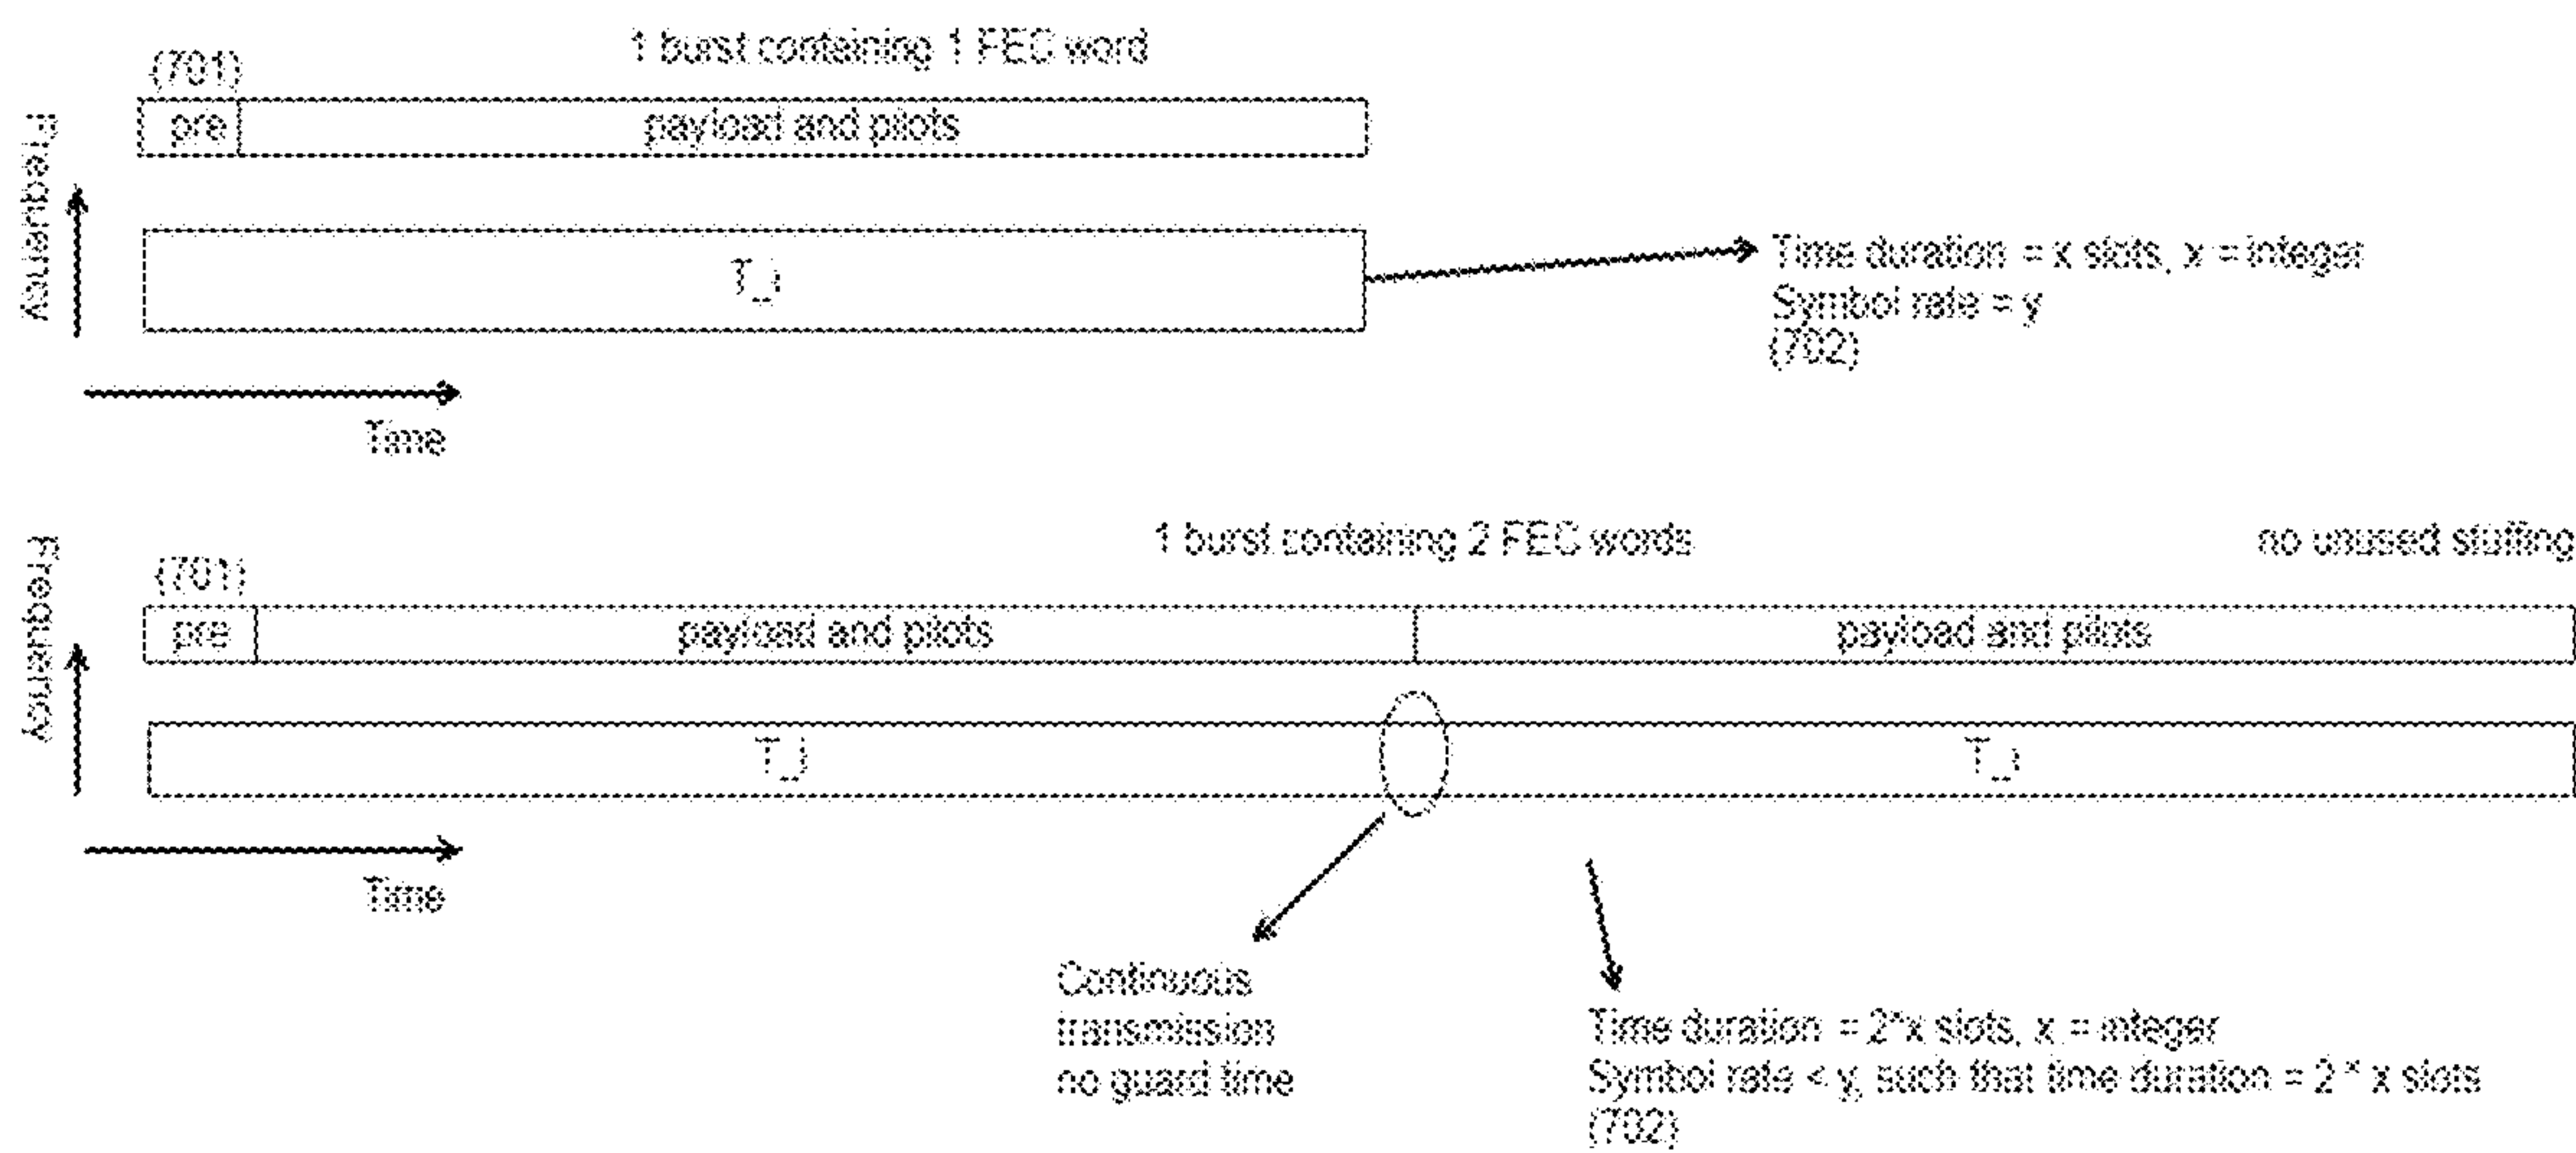 1 burst containing 1 FEC word
(701)
pre
payload and pilots
Frequency
T_i
Time duration = x slots, x = integer
Symbol rate = y
(702)
Time
1 burst containing 2 FEC words
no unused stuffing
(701)
pre
payload and pilots
payload and pilots
Frequency
T_i
T_i
Time
Continuous
transmission
no guard time
Time duration = 2*x slots, x = integer
Symbol rate < y, such that time duration = 2 * x slots
(702)